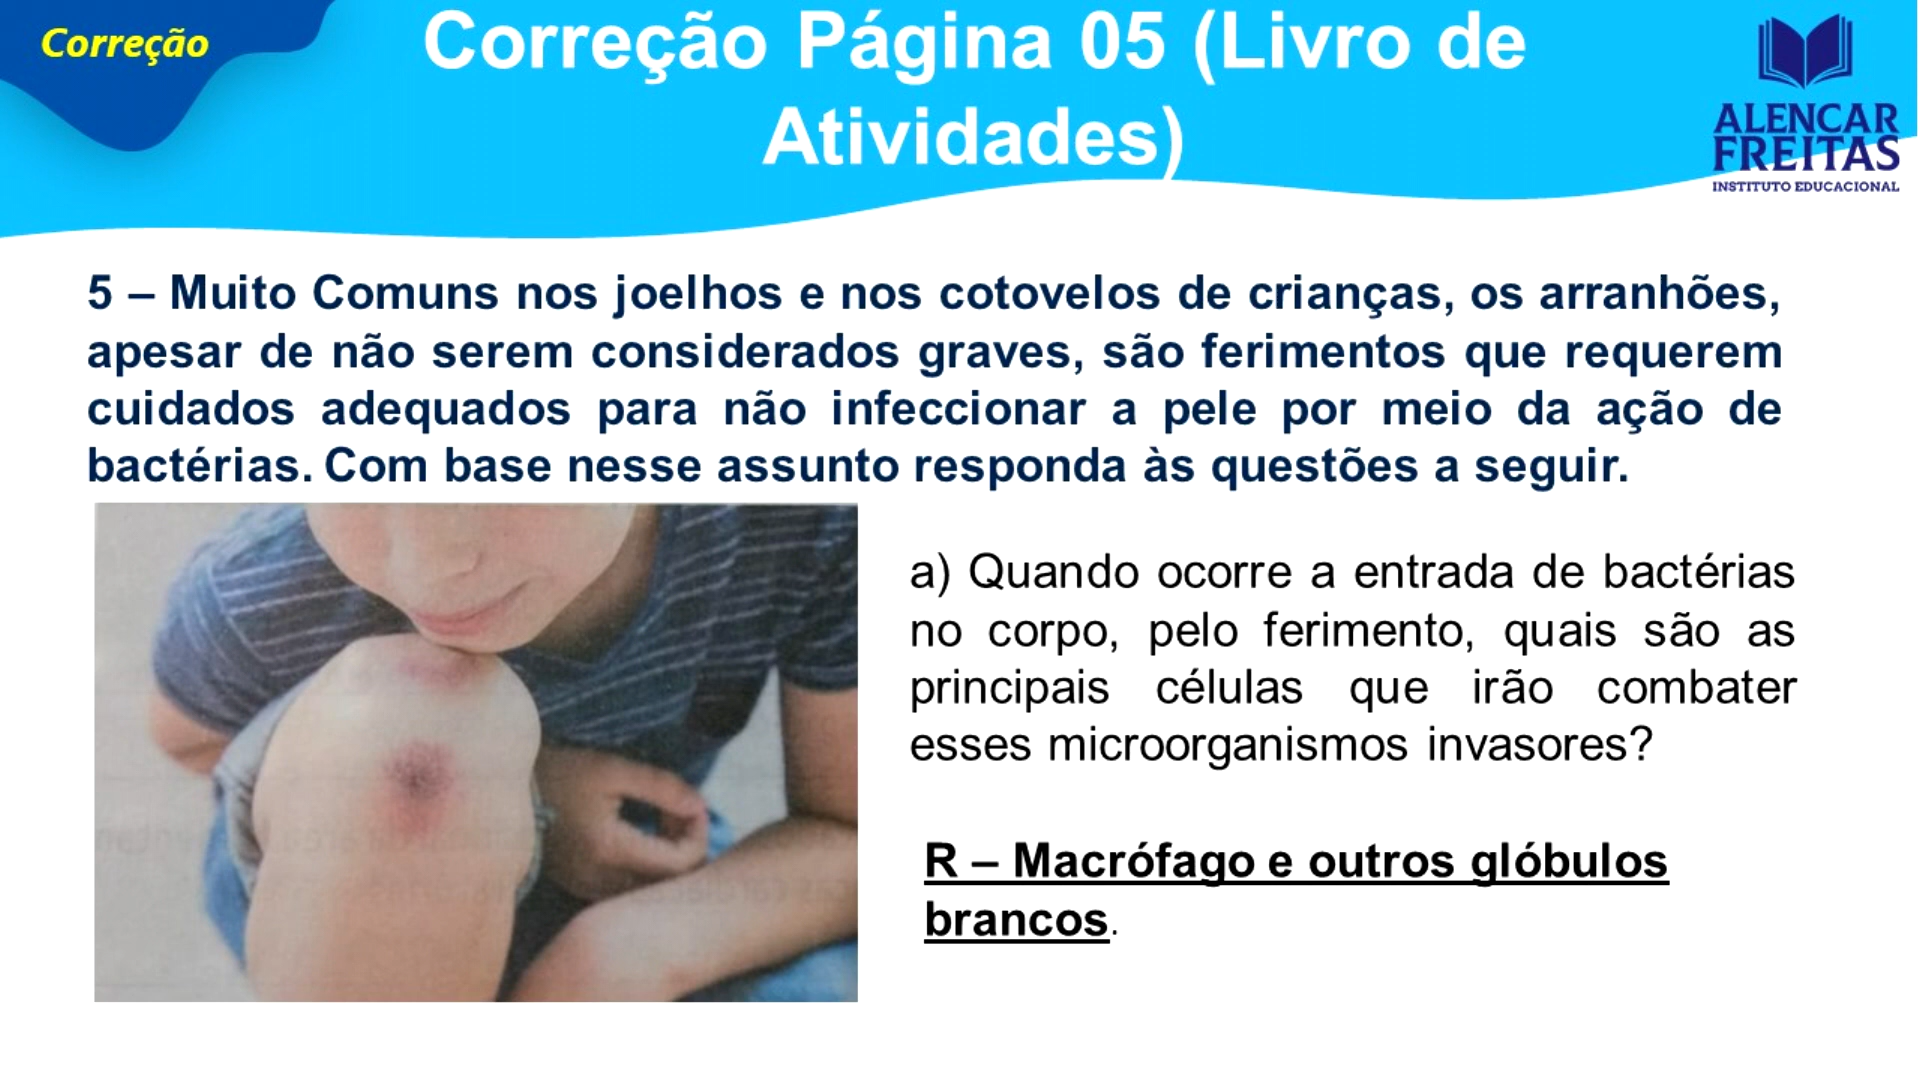 Correção
Correção Página 05 (Livro de
Atividades)
ALENCAR
FREITAS
INSTITUTO EDUCACIONAL
5 – Muito Comuns nos joelhos e nos cotovelos de crianças, os arranhões,
apesar de não serem considerados graves, são ferimentos que requerem
cuidados adequados para não infeccionar a pele por meio da ação de
bactérias. Com base nesse assunto responda às questões a seguir.
a) Quando ocorre a entrada de bactérias
no corpo, pelo ferimento, quais são as
principais células que irão combater
esses microorganismos invasores?
R – Macrófago e outros glóbulos
brancos.